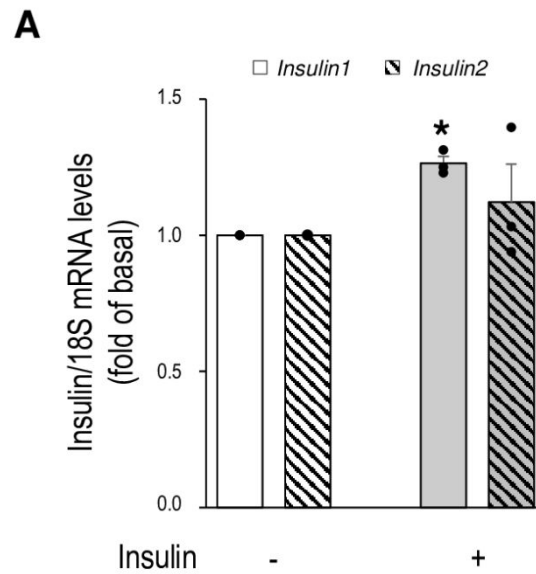 A
Insulin1 Insulin2
Insulin/18S mRNA levels
(fold of basal)
1.5
1.0
0.5
0.0
*
Insulin - +